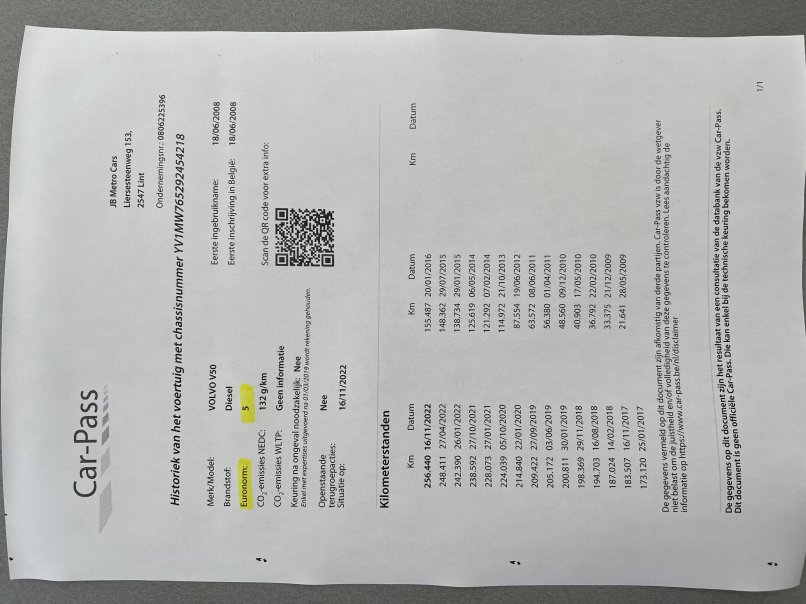 Car-Pass
JB Metro Cars
Liersesteenweg 153,
2547 Lint
Ondernemingsnr.: 0806225396
Historiek van het voertuig met chassisnummer YV1MW765292454218
Merk/Model: VOLVO V50
Brandstof: Diesel
Euronorm: 5
CO2-emissies NEDC: 132 g/km
CO2-emissies WLTP: Geen informatie
Keuring na ongeval noodzakelijk: Nee
Enkel met expertises uitgevoerd na 01/03/2019 wordt rekening gehouden.
Openstaande Nee
terugroepacties:
Situatie op: 16/11/2022
Eerste ingebruikname: 18/06/2008
Eerste inschrijving in België: 18/06/2008
Scan de QR code voor extra info:
Kilometerstanden
Km Datum Km Datum Km Datum
256.440 16/11/2022 155.487 20/01/2016
248.411 27/04/2022 148.362 29/07/2015
242.390 26/01/2022 138.734 29/01/2015
238.592 27/10/2021 125.619 06/05/2014
228.073 27/01/2021 121.292 07/02/2014
224.039 05/10/2020 114.972 21/10/2013
214.840 22/01/2020 87.554 19/06/2012
209.422 27/09/2019 63.572 08/06/2011
205.172 03/06/2019 56.380 01/04/2011
200.811 30/01/2019 48.560 09/12/2010
198.369 29/11/2018 40.903 17/05/2010
194.703 16/08/2018 36.792 22/02/2010
187.024 14/02/2018 33.375 21/12/2009
183.507 16/11/2017 21.641 28/05/2009
173.120 25/01/2017
De gegevens vermeld op dit document zijn afkomstig van derde partijen. Car-Pass vzw is door de wetgever
niet belast om de juistheid en/of volledigheid van deze gegevens te controleren. Lees aandachtig de
informatie op https://www.car-pass.be/nl/disclaimer
De gegevens op dit document zijn het resultaat van een consultatie van de databank van de vzw Car-Pass.
Dit document is geen officiële Car-Pass. Die kan enkel bij de technische keuring bekomen worden.
1/1